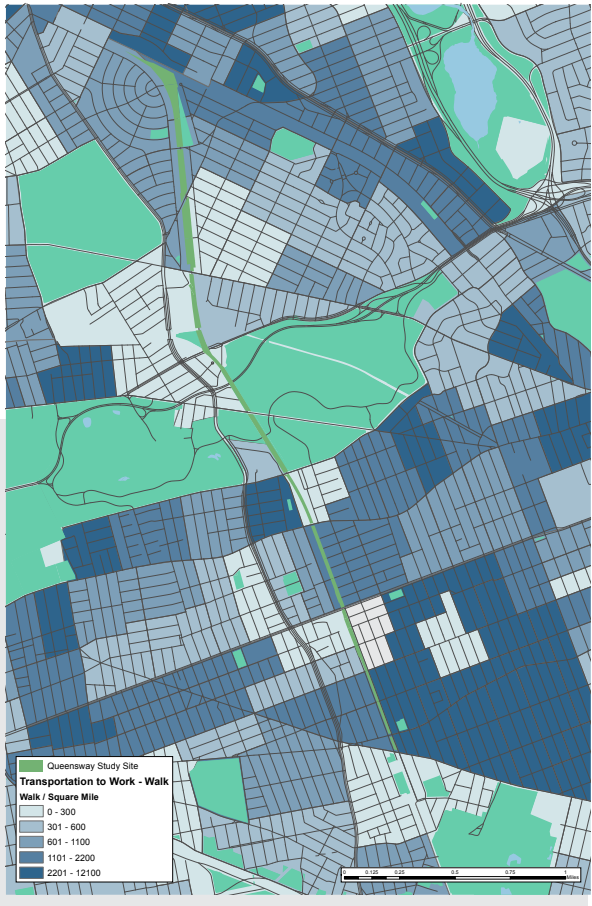 Queensway Study Site
Transportation to Work - Walk
Walk / Square Mile
0 - 300
301 - 600
601 - 1100
1101 - 2200
2201 - 12100
0 0.125 0.25 0.5 0.75 1
Miles